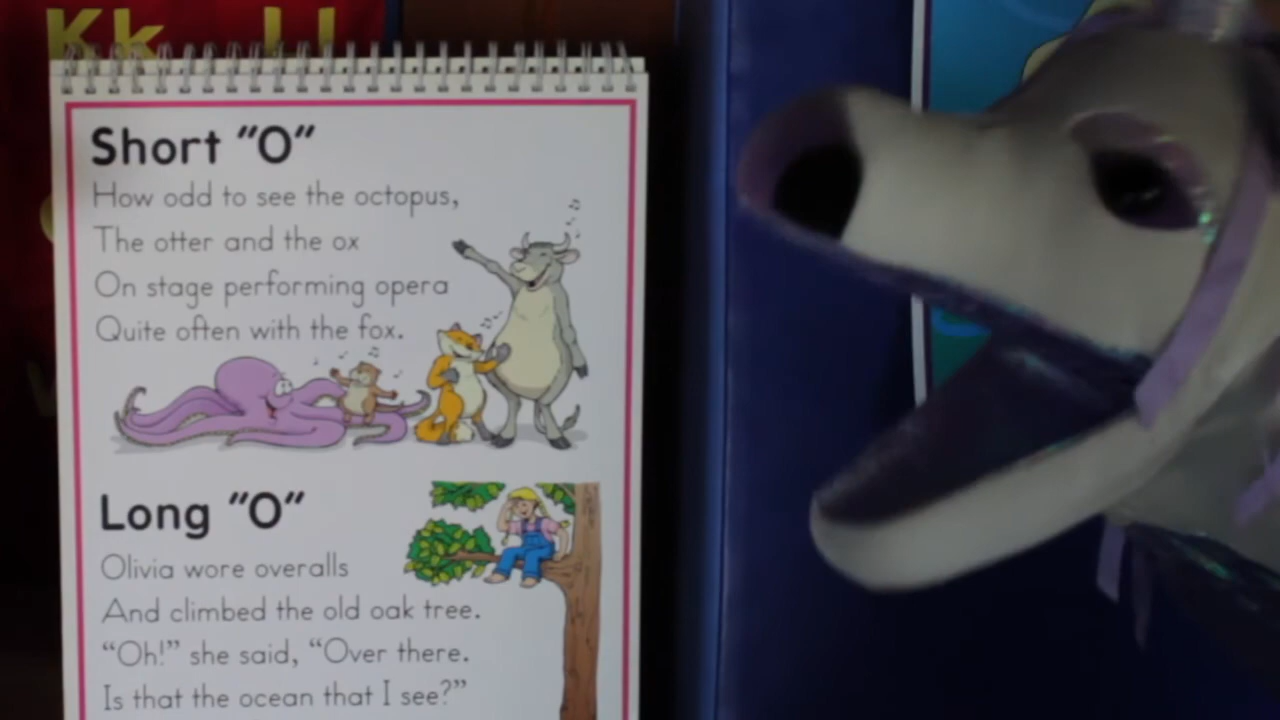 Kk Ll
Short "O"
How odd to see the octopus,
The otter and the ox
On stage performing opera
Quite often with the fox.
Long "O"
Olivia wore overalls
And climbed the old oak tree.
"Oh!" she said, "Over there.
Is that the ocean that I see?"